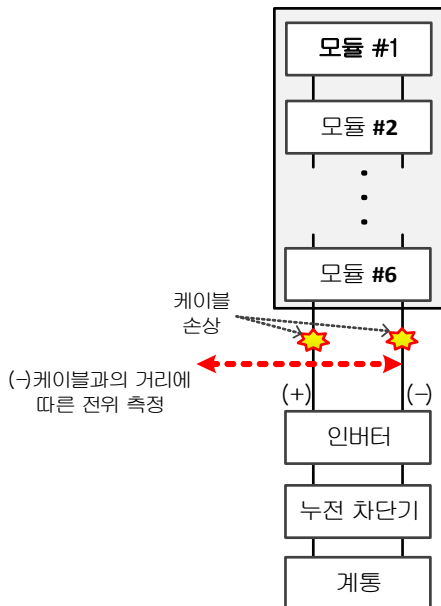 모듈 #1
모듈 #2
모듈 #6
케이블
손상
(-)케이블과의 거리에
따른 전위 측정
(+)
(-)
인버터
누전 차단기
계통